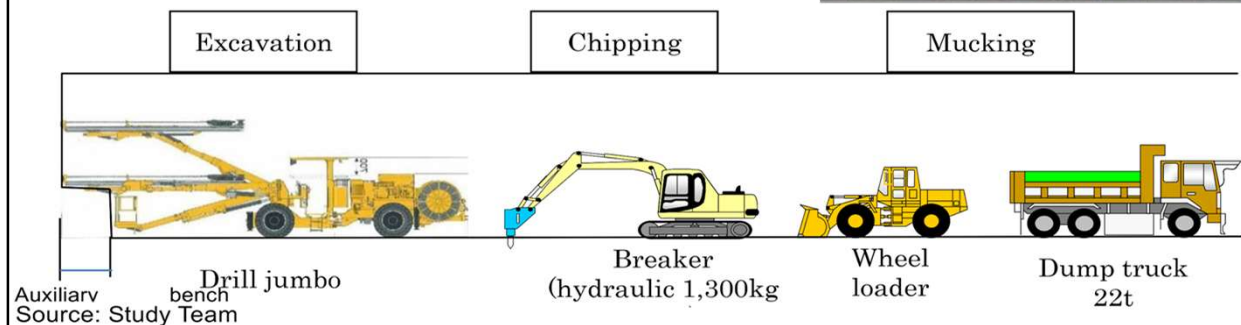 Excavation
Chipping
Mucking
Drill jumbo
Breaker
(hydraulic 1,300kg
Wheel
loader
Dump truck
22t
Auxiliary bench
Source: Study Team